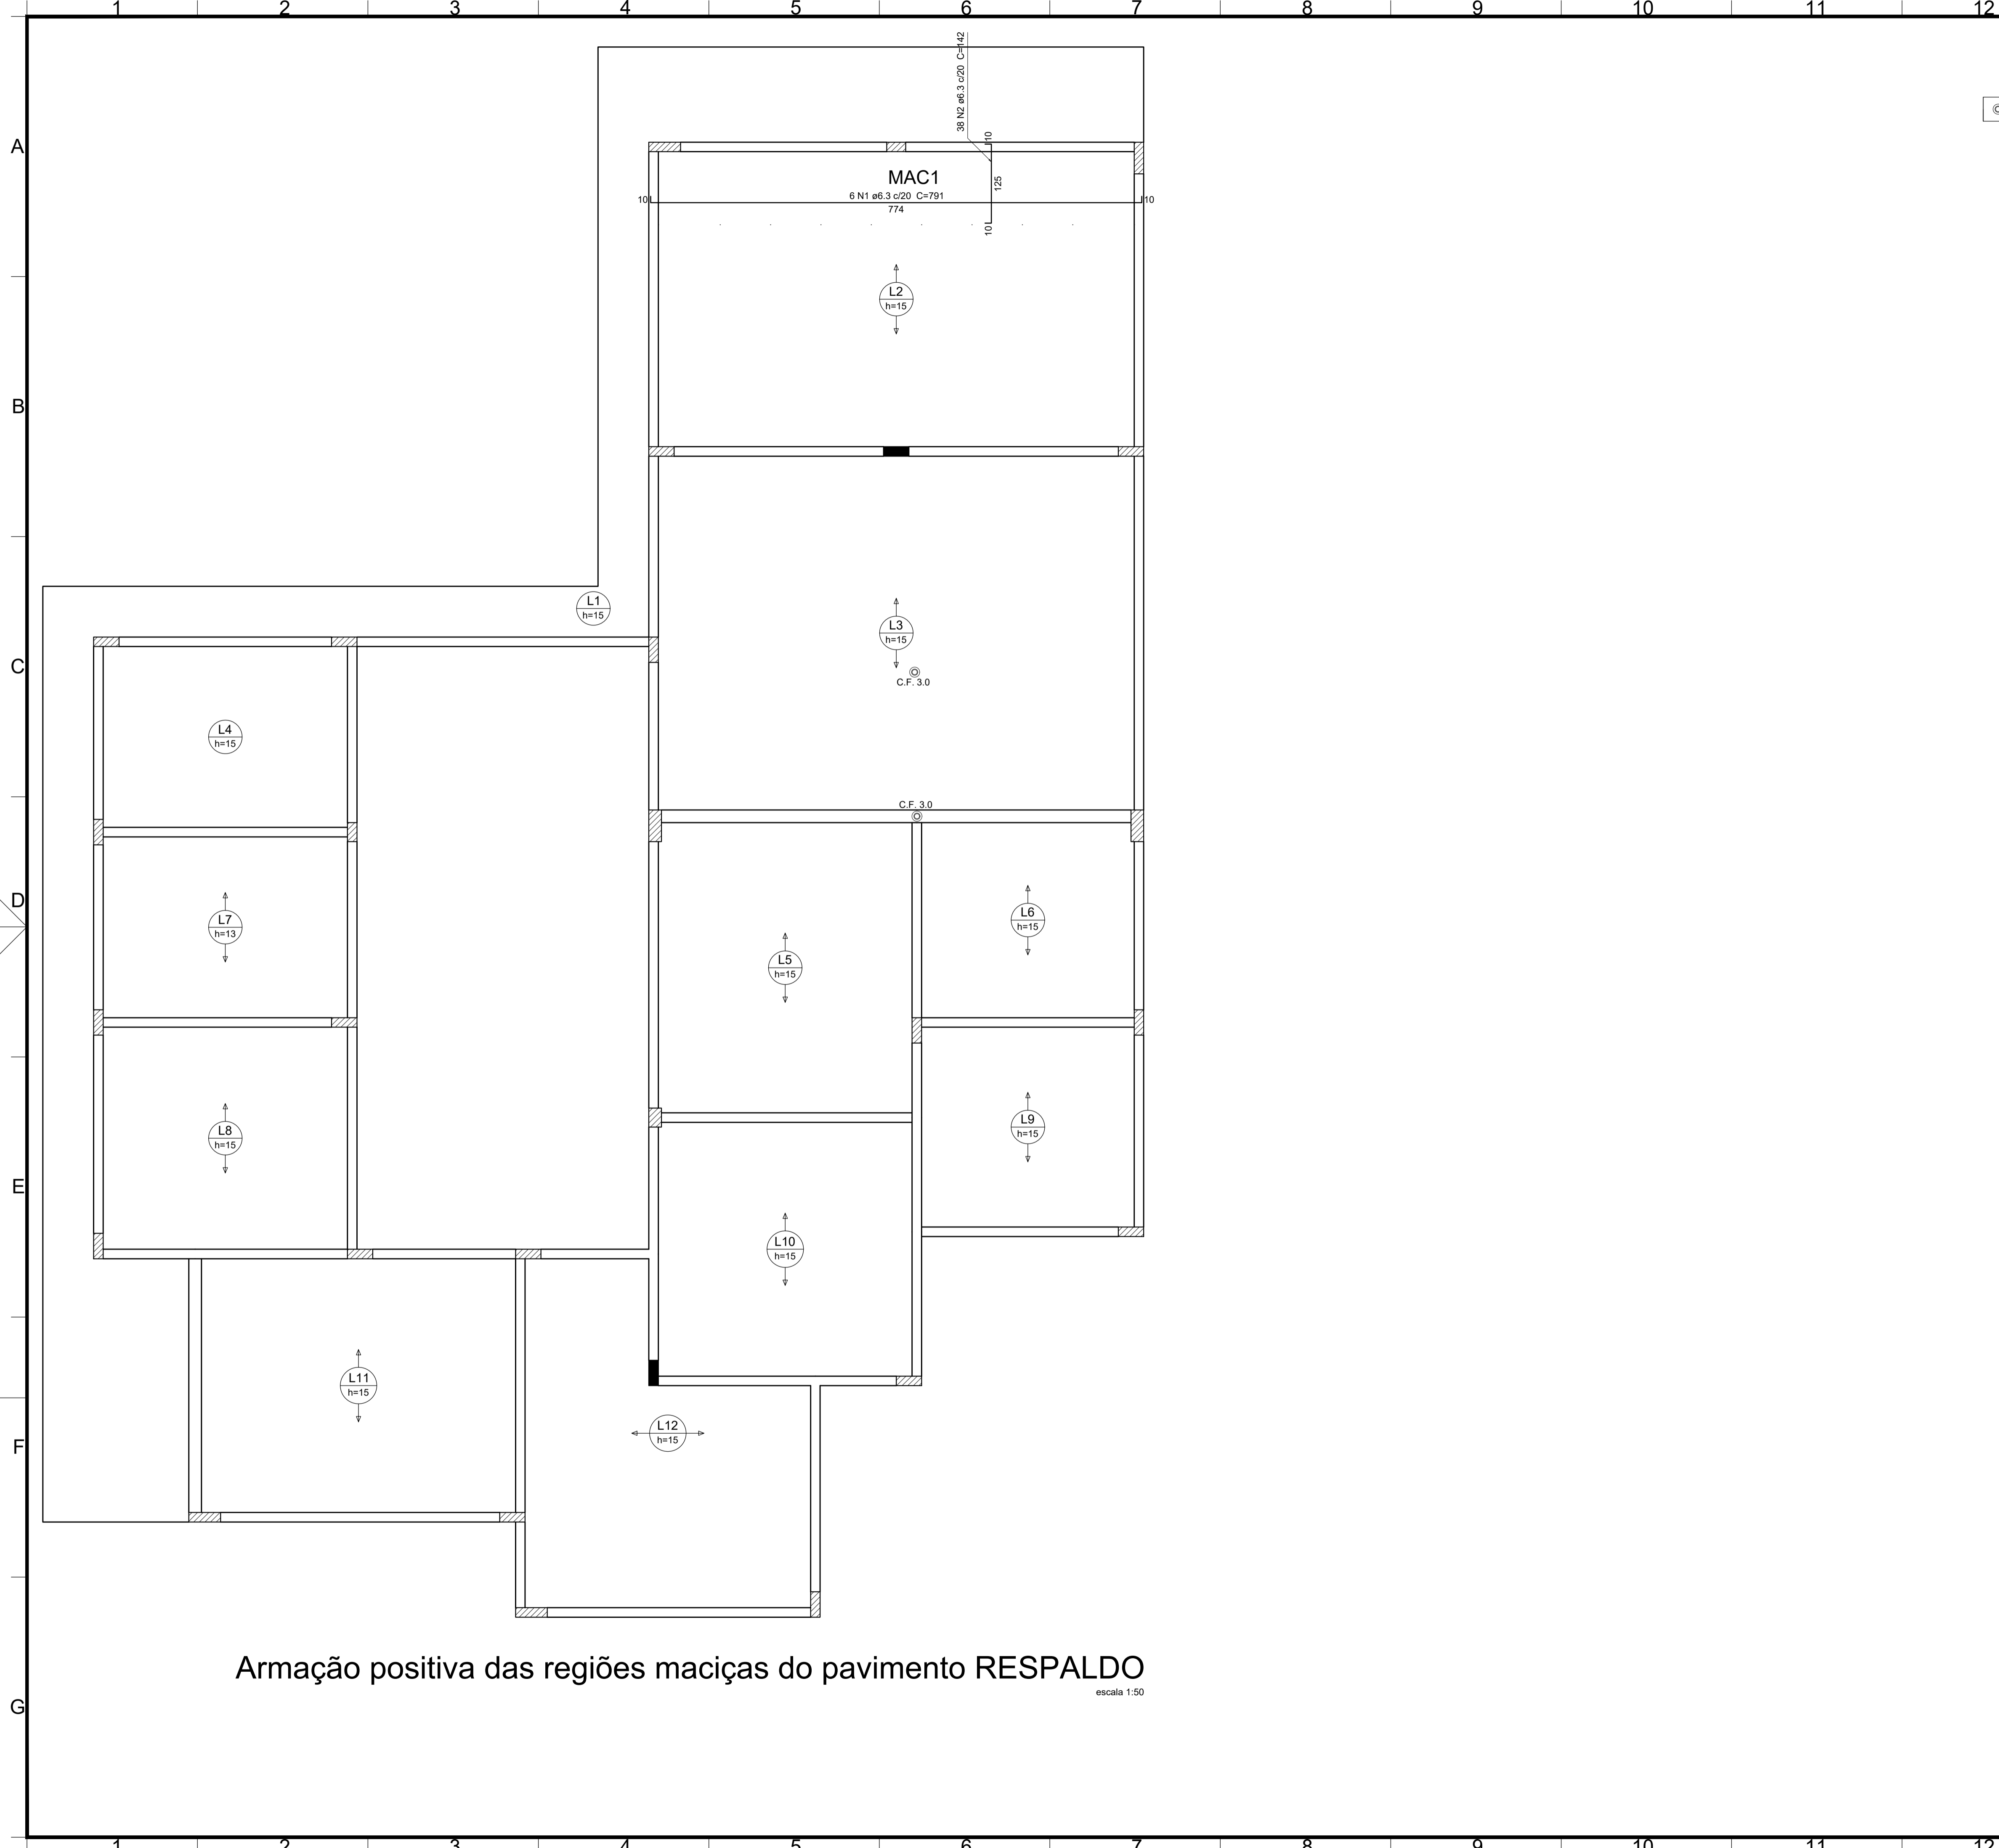 1 2 3 4 5 6 7 8 9 10 11 12
A
38 N2 ø6.3 c/20 C=142
10
MAC1
125
6 N1 ø6.3 c/20 C=791
10
10
774
10
L2
h=15
B
L1
h=15
L3
h=15
C
C.F. 3.0
L4
h=15
C.F. 3.0
D
L6
h=15
L7
h=13
L5
h=15
L9
h=15
L8
h=15
E
L10
h=15
L11
h=15
L12
h=15
F
Armação positiva das regiões maciças do pavimento RESPALDO
escala 1:50
G
1 2 3 4 5 6 7 8 9 10 11 12